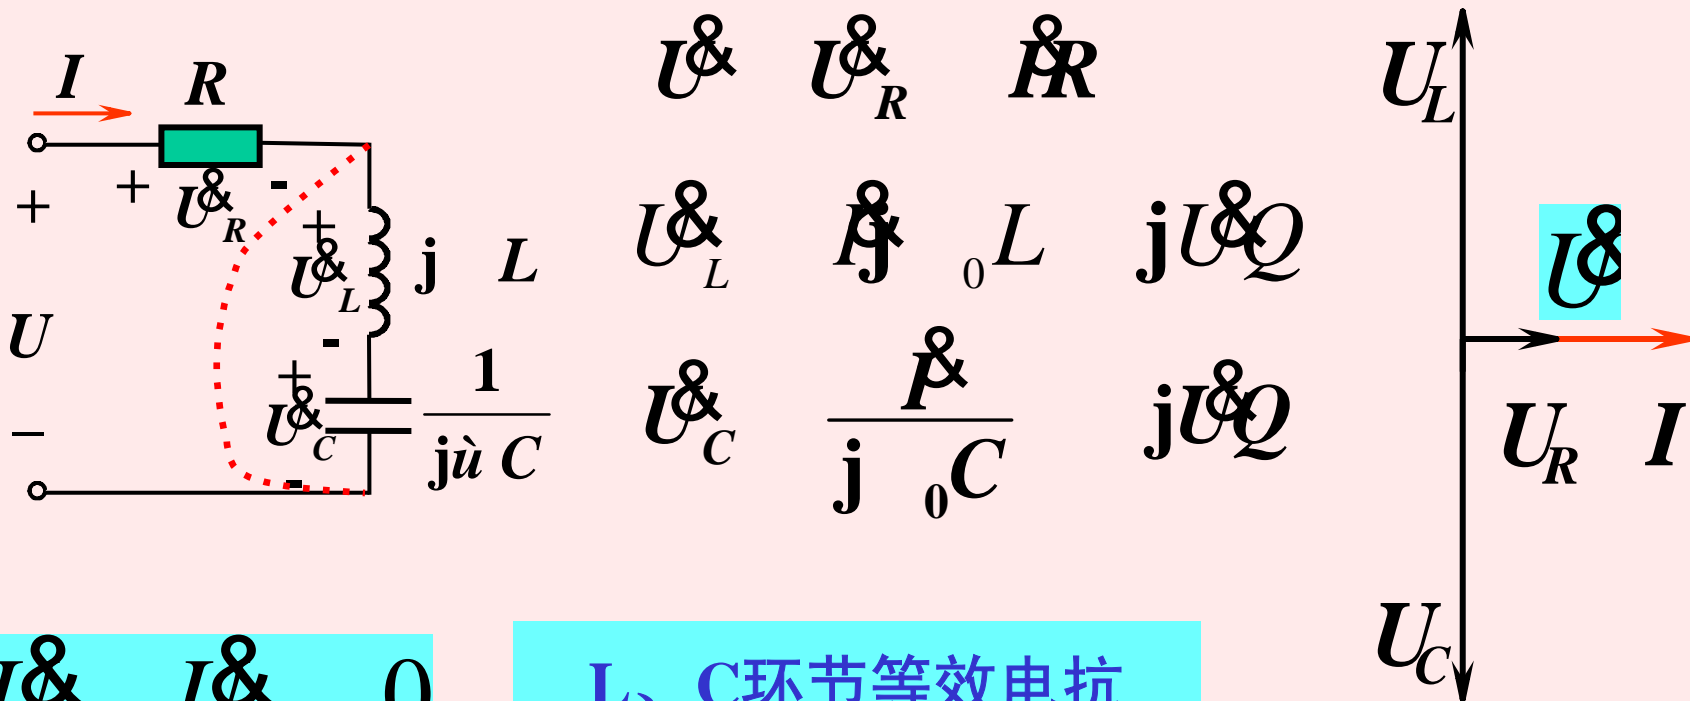 I R
U& U&R I&R
+ U&R -
+
+ U&L -
j L
U&L I&j 0L jU&Q
U
+ U&C -
1
jù C
–
U&C I& j 0C jU&Q
UL
U&
UR I
UC
U& U& 0
L、C环节等效电抗